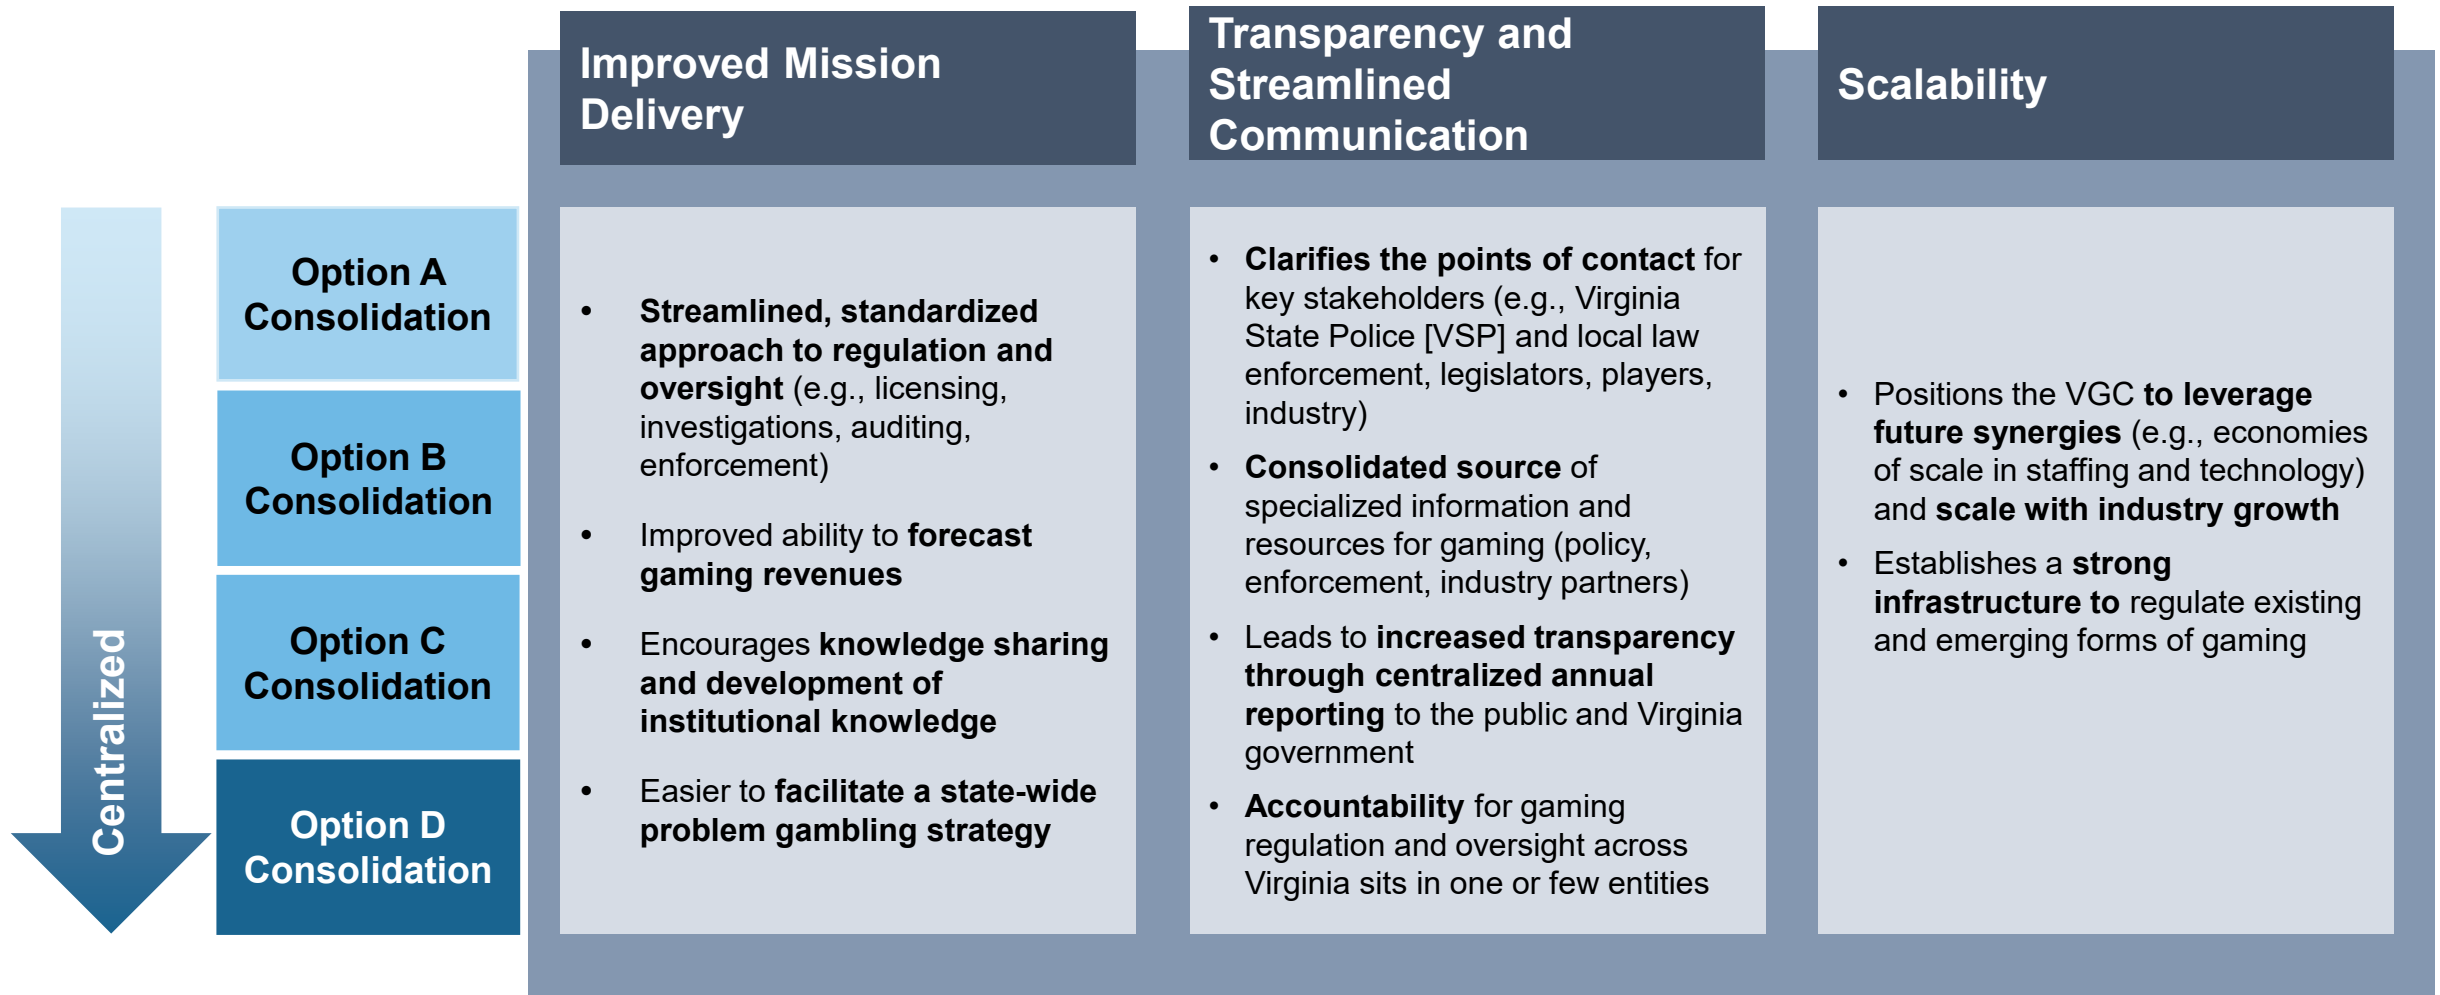 Improved Mission
Delivery
Transparency and
Streamlined
Communication
Scalability
Centralized
Option A
Consolidation
Option B
Consolidation
Option C
Consolidation
Option D
Consolidation
• Streamlined, standardized
approach to regulation and
oversight (e.g., licensing,
investigations, auditing,
enforcement)
• Improved ability to forecast
gaming revenues
• Encourages knowledge sharing
and development of
institutional knowledge
• Easier to facilitate a state-wide
problem gambling strategy
• Clarifies the points of contact for
key stakeholders (e.g., Virginia
State Police [VSP] and local law
enforcement, legislators, players,
industry)
• Consolidated source of
specialized information and
resources for gaming (policy,
enforcement, industry partners)
• Leads to increased transparency
through centralized annual
reporting to the public and Virginia
government
• Accountability for gaming
regulation and oversight across
Virginia sits in one or few entities
• Positions the VGC to leverage
future synergies (e.g., economies
of scale in staffing and technology)
and scale with industry growth
• Establishes a strong
infrastructure to regulate existing
and emerging forms of gaming